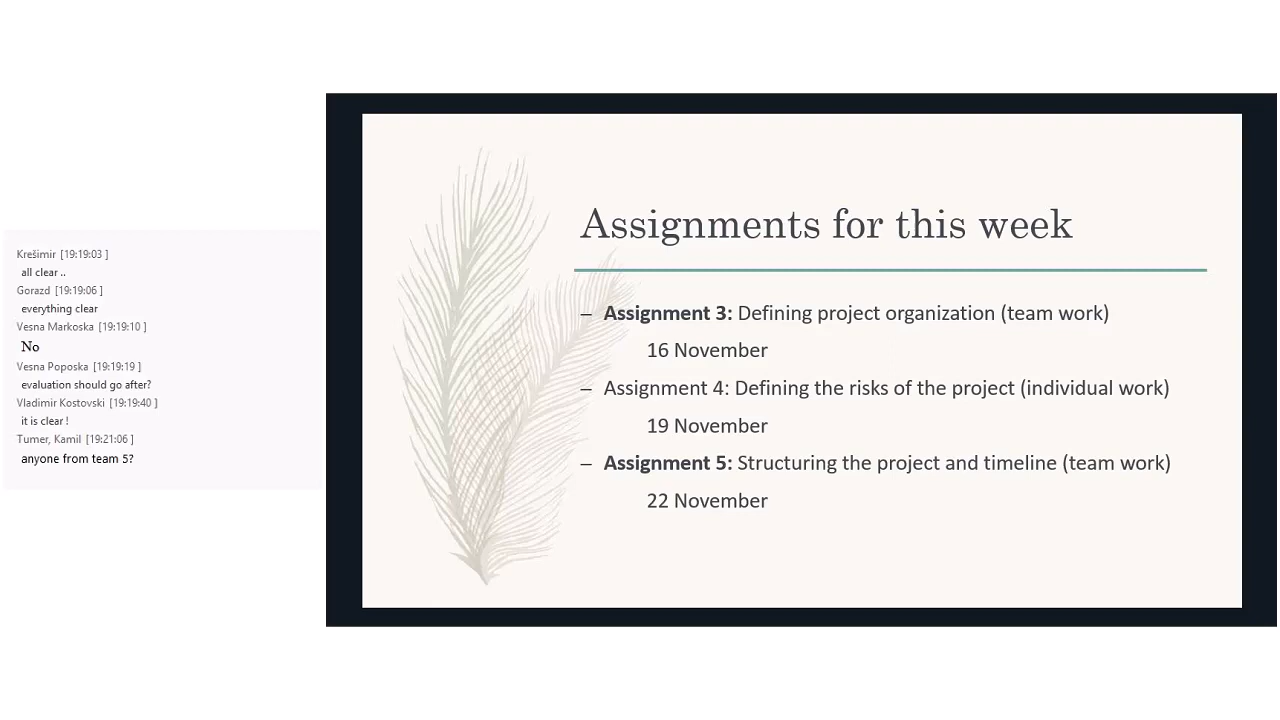 Krešimir [19:19:03 ]
all clear ..
Gorazd [19:19:06 ]
everything clear
Vesna Markoska [19:19:10 ]
No
Vesna Poposka [19:19:19 ]
evaluation should go after?
Vladimir Kostovski [19:19:40 ]
it is clear !
Tumer, Kamil [19:21:06 ]
anyone from team 5?
Assignments for this week
– Assignment 3: Defining project organization (team work)
16 November
– Assignment 4: Defining the risks of the project (individual work)
19 November
– Assignment 5: Structuring the project and timeline (team work)
22 November